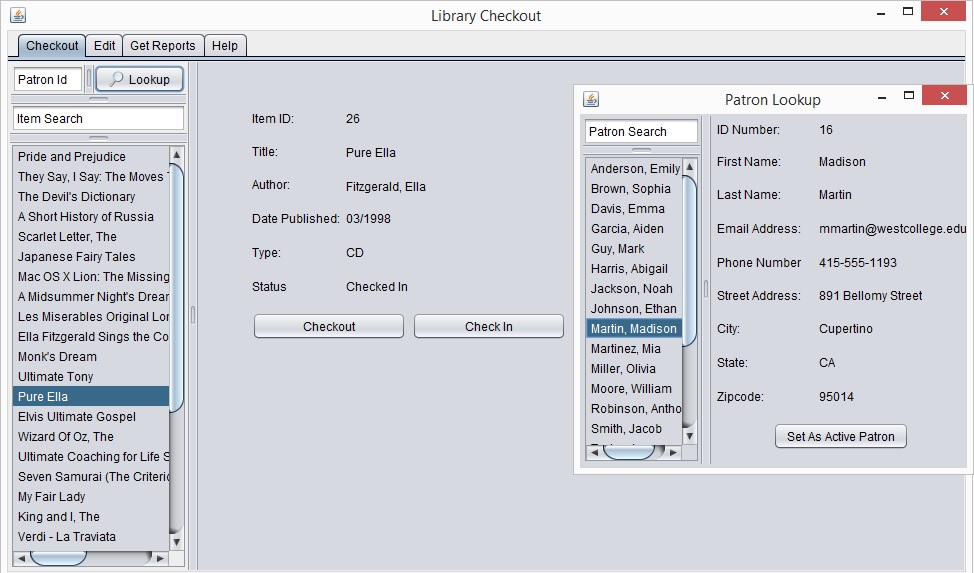 Library Checkout
Checkout Edit Get Reports Help
Patron Id Lookup
Item Search
Pride and Prejudice
They Say, I Say: The Moves
The Devil's Dictionary
A Short History of Russia
Scarlet Letter, The
Japanese Fairy Tales
Mac OS X Lion: The Missing
A Midsummer Night's Drear
Les Miserables Original Lor
Ella Fitzgerald Sings the Co
Monk's Dream
Ultimate Tony
Pure Ella
Elvis Ultimate Gospel
Wizard Of Oz, The
Ultimate Coaching for Life S
Seven Samurai (The Criteric
My Fair Lady
King and I, The
Verdi - La Traviata
Item ID: 26
Title: Pure Ella
Author: Fitzgerald, Ella
Date Published: 03/1998
Type: CD
Status Checked In
Checkout Check In
Patron Lookup
Patron Search
Anderson, Emily
Brown, Sophia
Davis, Emma
Garcia, Aiden
Guy, Mark
Harris, Abigail
Jackson, Noah
Johnson, Ethan
Martin, Madison
Martinez, Mia
Miller, Olivia
Moore, William
Robinson, Antho
Smith, Jacob
ID Number: 16
First Name: Madison
Last Name: Martin
Email Address: mmartin@westcollege.edu
Phone Number 415-555-1193
Street Address: 891 Bellomy Street
City: Cupertino
State: CA
Zipcode: 95014
Set As Active Patron